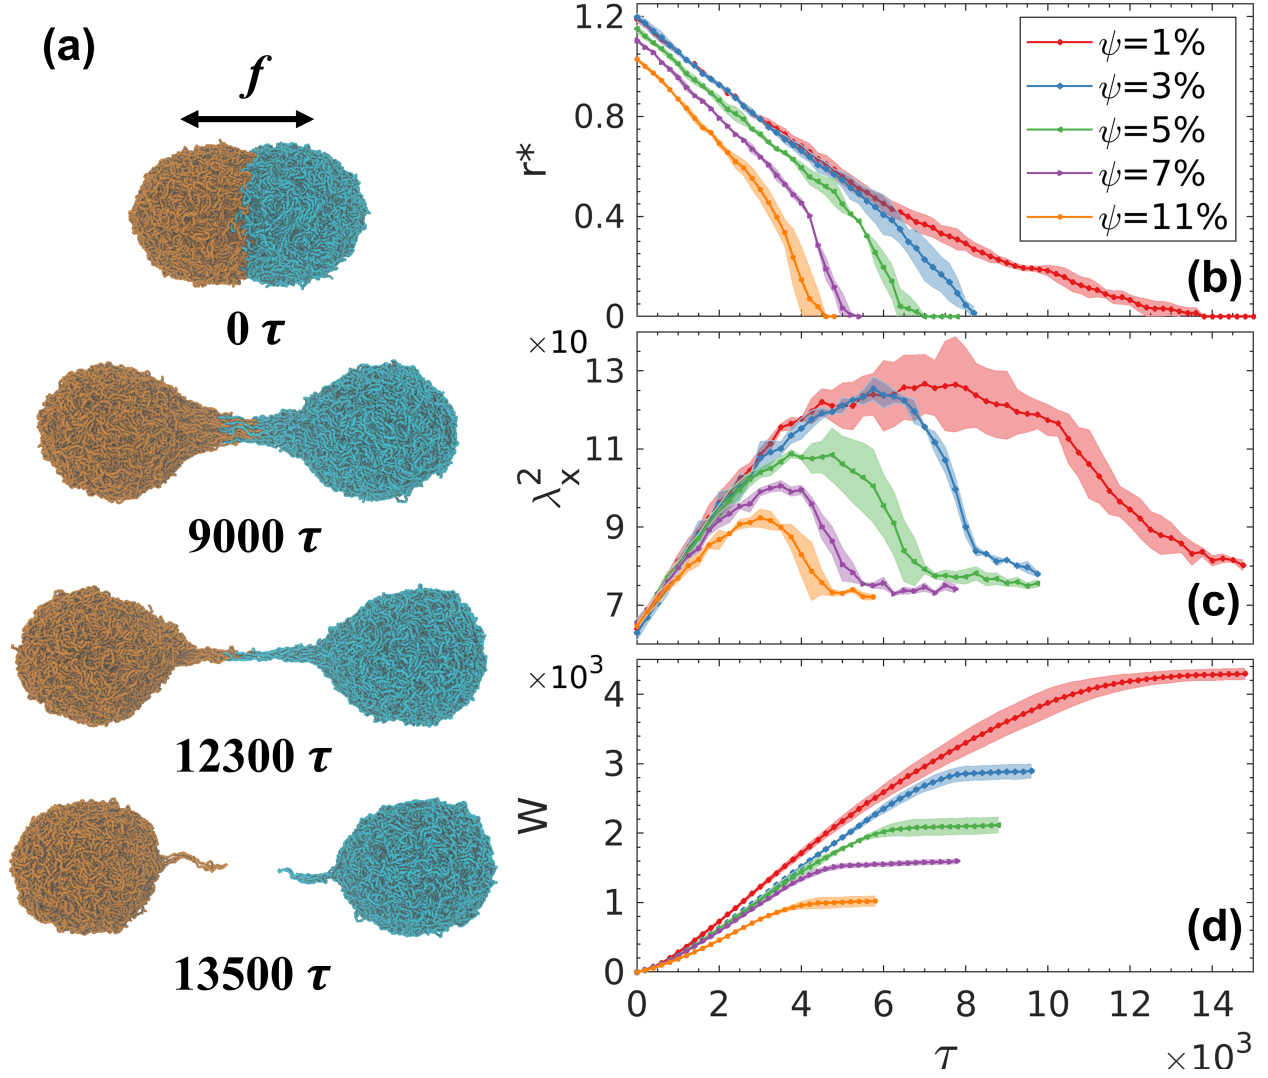 (a)
f
0 τ
9000 τ
12300 τ
13500 τ
1.2
0.8
0.4
0
r*
ψ=1%
ψ=3%
ψ=5%
ψ=7%
ψ=11%
(b)
×10
13
11
9
7
λₓ²
(c)
×10³
4
3
2
1
0
W
(d)
0 2 4 6 8 10 12 14
τ ×10³